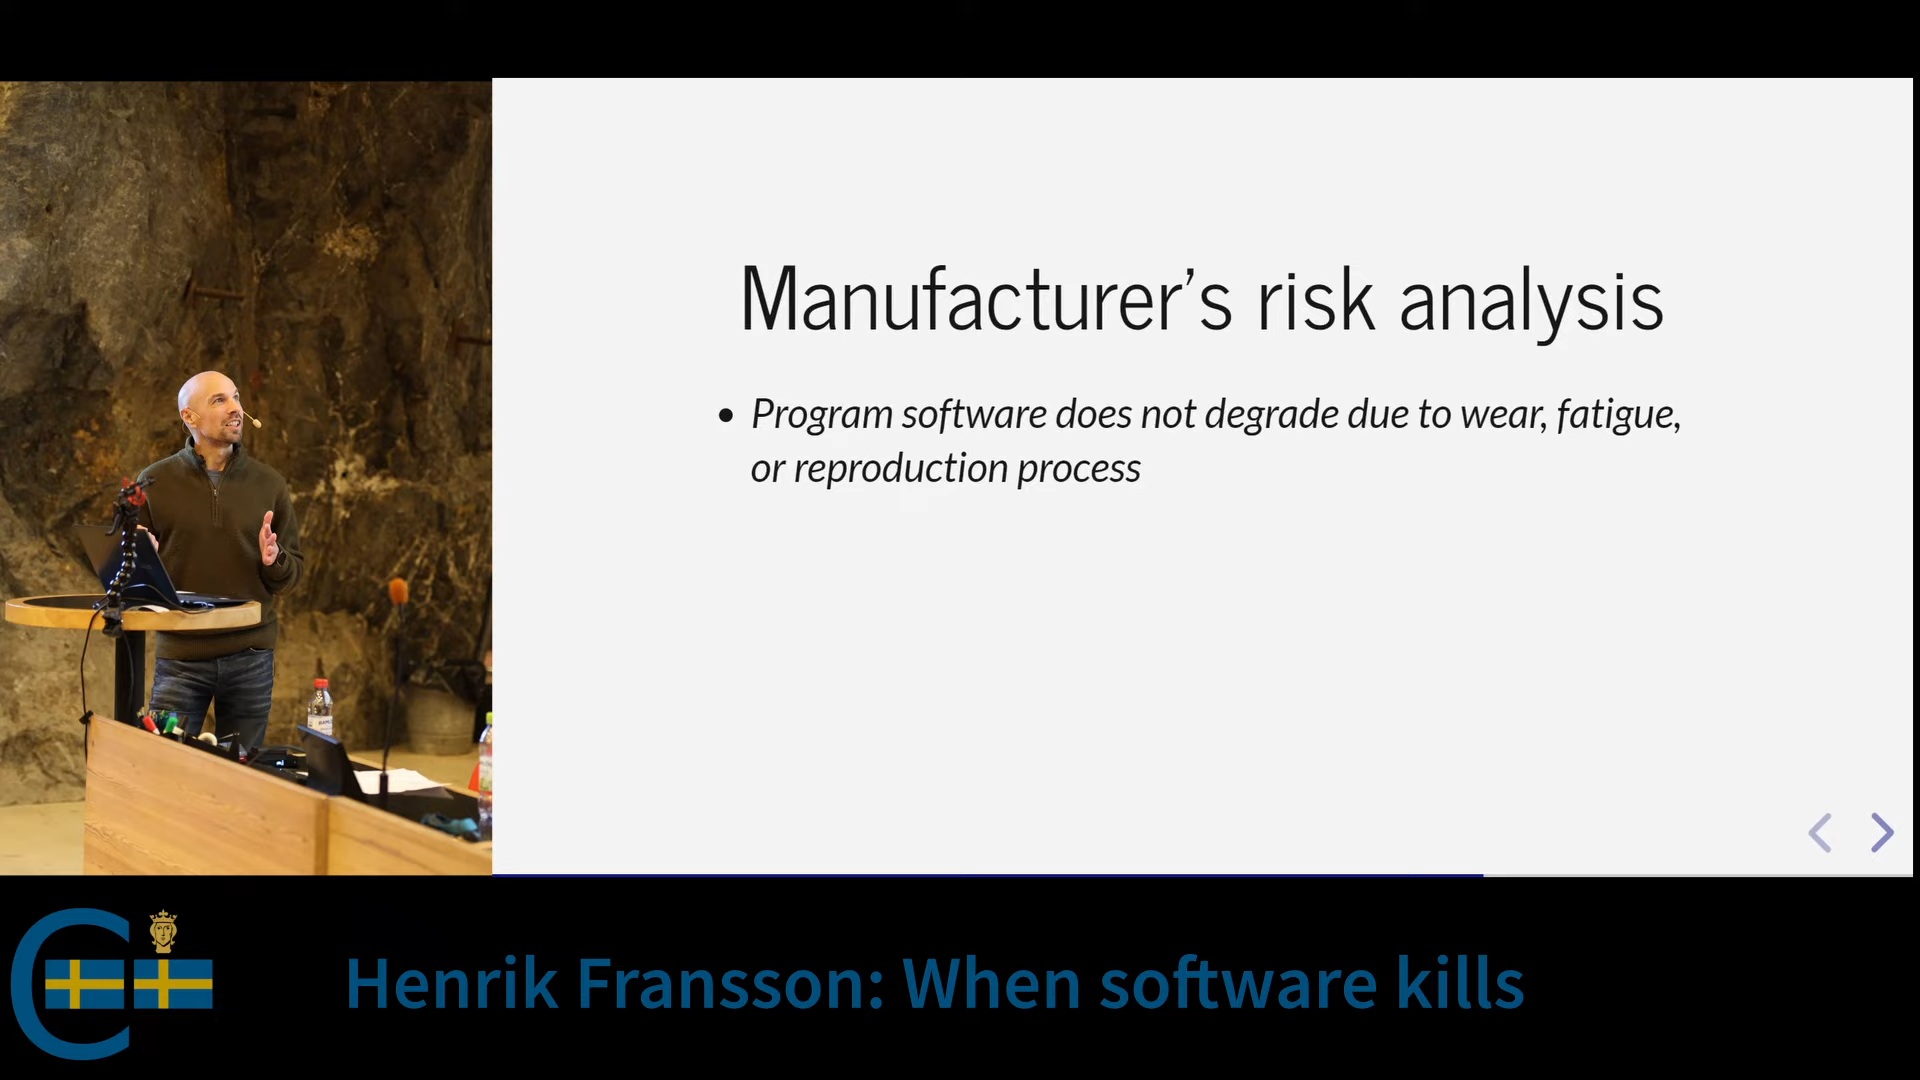 Manufacturer's risk analysis
• Program software does not degrade due to wear, fatigue,
or reproduction process
Henrik Fransson: When software kills